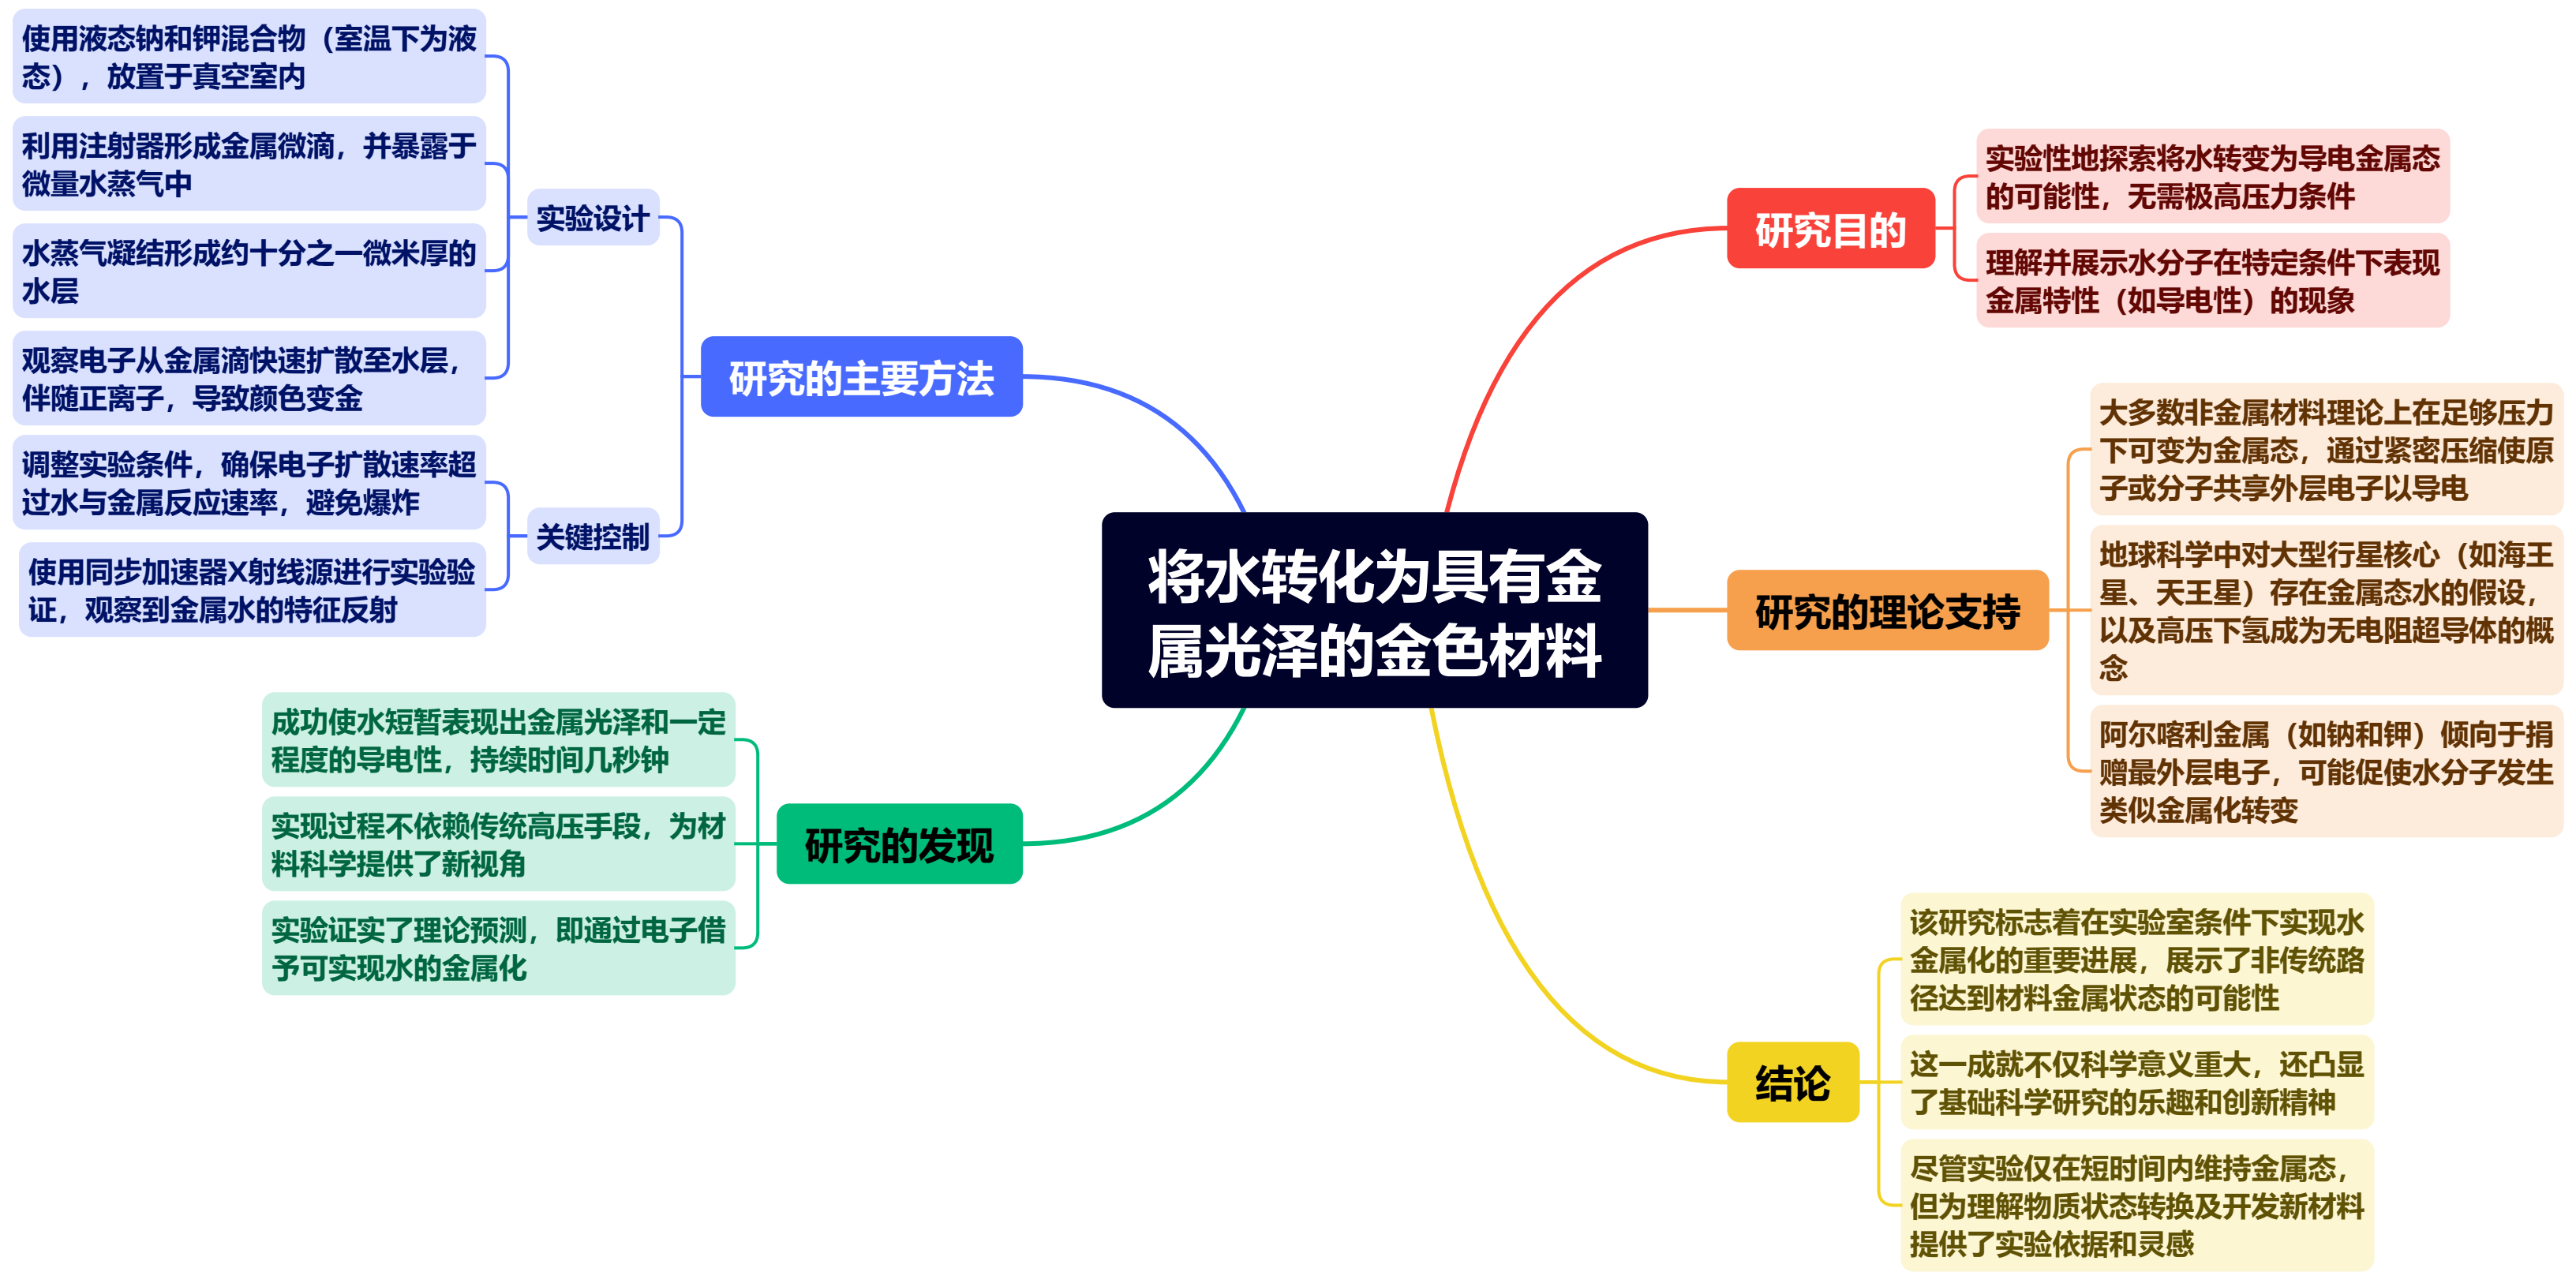 将水转化为具有金
属光泽的金色材料
研究目的
实验性地探索将水转变为导电金属态
的可能性，无需极高压力条件
理解并展示水分子在特定条件下表现
金属特性（如导电性）的现象
研究的理论支持
大多数非金属材料理论上在足够压力
下可变为金属态，通过紧密压缩使原
子或分子共享外层电子以导电
地球科学中对大型行星核心（如海王
星、天王星）存在金属态水的假设，
以及高压下氢成为无电阻超导体的概
念
阿尔喀利金属（如钠和钾）倾向于捐
赠最外层电子，可能促使水分子发生
类似金属化转变
结论
该研究标志着在实验室条件下实现水
金属化的重要进展，展示了非传统路
径达到材料金属状态的可能性
这一成就不仅科学意义重大，还凸显
了基础科学研究的乐趣和创新精神
尽管实验仅在短时间内维持金属态，
但为理解物质状态转换及开发新材料
提供了实验依据和灵感
研究的主要方法
实验设计
使用液态钠和钾混合物（室温下为液
态），放置于真空室内
利用注射器形成金属微滴，并暴露于
微量水蒸气中
水蒸气凝结形成约十分之一微米厚的
水层
观察电子从金属滴快速扩散至水层，
伴随正离子，导致颜色变金
关键控制
调整实验条件，确保电子扩散速率超
过水与金属反应速率，避免爆炸
使用同步加速器X射线源进行实验验
证，观察到金属水的特征反射
研究的发现
成功使水短暂表现出金属光泽和一定
程度的导电性，持续时间几秒钟
实现过程不依赖传统高压手段，为材
料科学提供了新视角
实验证实了理论预测，即通过电子借
予可实现水的金属化